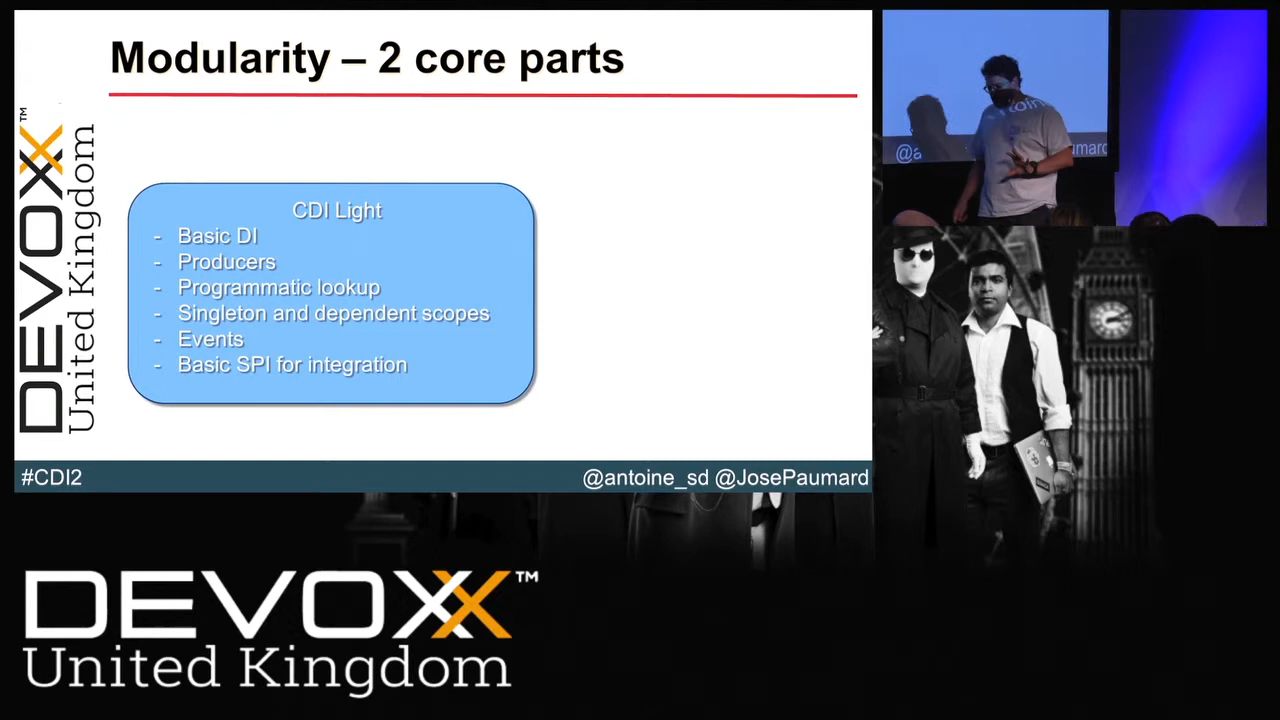 Modularity – 2 core parts
DEVOXX™
United Kingdom
CDI Light
- Basic DI
- Producers
- Programmatic lookup
- Singleton and dependent scopes
- Events
- Basic SPI for integration
#CDI2
@antoine_sd @JosePaumard
@a
umard
DEVOXX™
United Kingdom